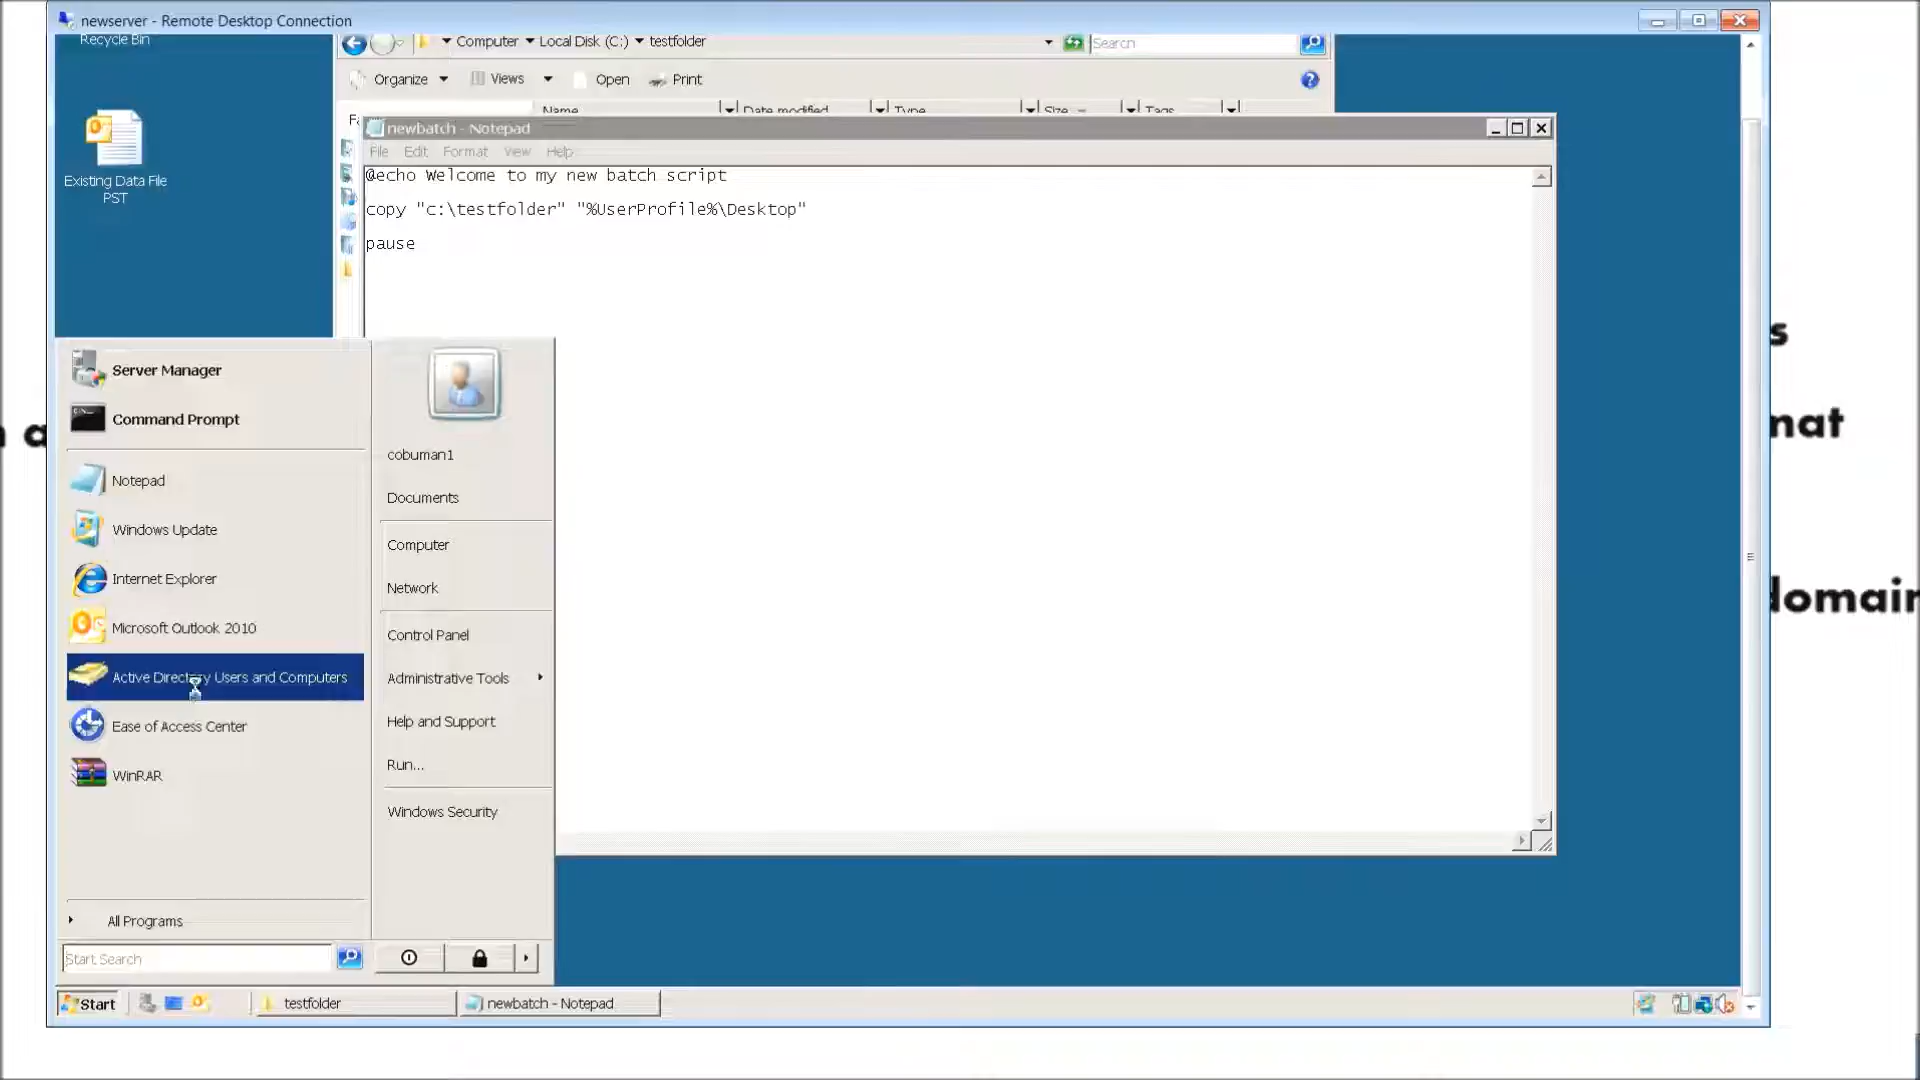 newserver - Remote Desktop Connection
Recycle Bin
Computer Local Disk (C:) testfolder
Search
Organize Views Open Print
Name Date modified Type Size Tags
Existing Data File
PST
newbatch - Notepad
File Edit Format View Help
@echo Welcome to my new batch script
copy "c:\testfolder" "%UserProfile%\Desktop"
pause
Server Manager
Command Prompt
Notepad
Windows Update
Internet Explorer
Microsoft Outlook 2010
Active Directory Users and Computers
Ease of Access Center
WinRAR
All Programs
Start Search
cobuman1
Documents
Computer
Network
Control Panel
Administrative Tools
Help and Support
Run...
Windows Security
Start testfolder newbatch - Notepad